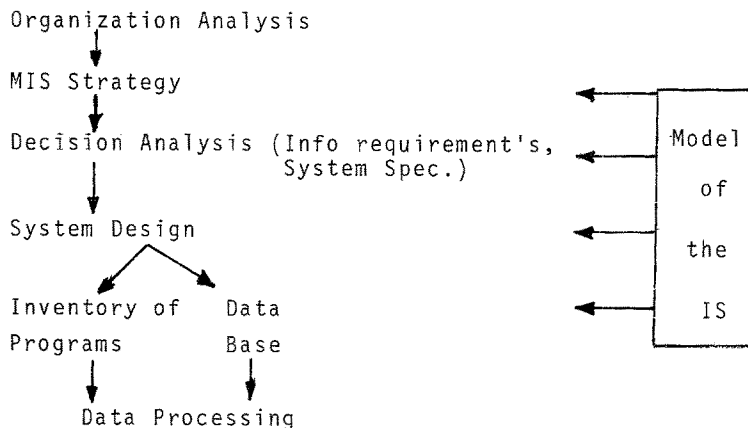 Organization Analysis
MIS Strategy
Decision Analysis (Info requirement's,
System Spec.)
System Design
Inventory of Data
Programs Base
Data Processing
Model
of
the
IS